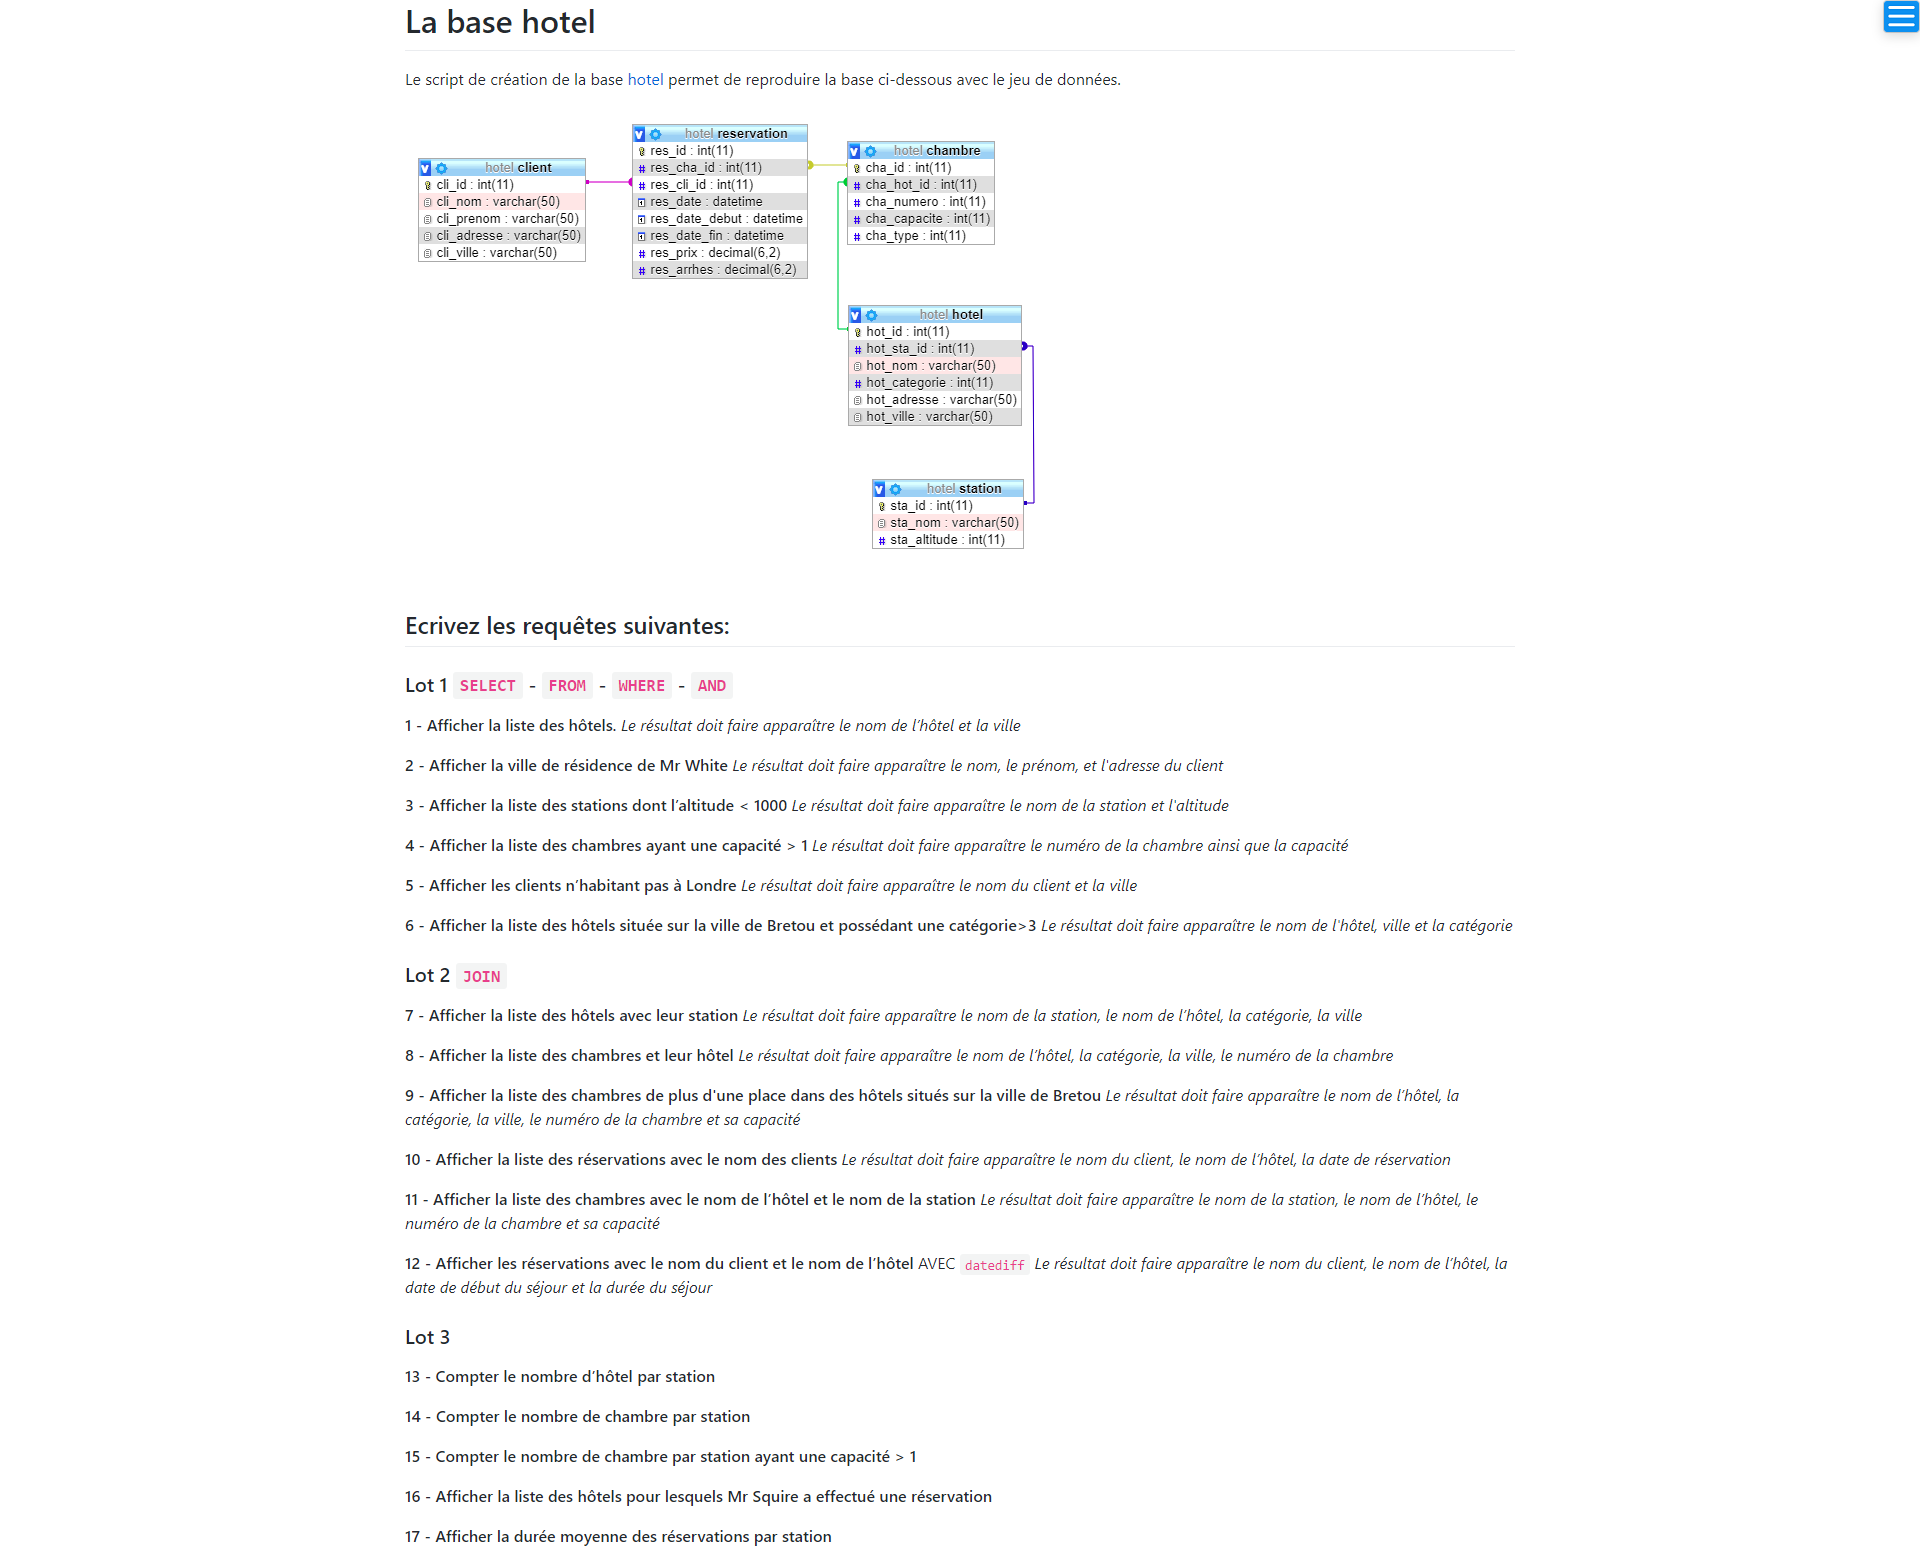 La base hotel
Le script de création de la base hotel permet de reproduire la base ci-dessous avec le jeu de données.
hotel client
cli_id : int(11)
cli_nom : varchar(50)
cli_prenom : varchar(50)
cli_adresse : varchar(50)
cli_ville : varchar(50)
hotel reservation
res_id : int(11)
res_cha_id : int(11)
res_cli_id : int(11)
res_date : datetime
res_date_debut : datetime
res_date_fin : datetime
res_prix : decimal(6,2)
res_arrhes : decimal(6,2)
hotel chambre
cha_id : int(11)
cha_hot_id : int(11)
cha_numero : int(11)
cha_capacite : int(11)
cha_type : int(11)
hotel hotel
hot_id : int(11)
hot_sta_id : int(11)
hot_nom : varchar(50)
hot_categorie : int(11)
hot_adresse : varchar(50)
hot_ville : varchar(50)
hotel station
sta_id : int(11)
sta_nom : varchar(50)
sta_altitude : int(11)
Ecrivez les requêtes suivantes:
Lot 1 SELECT - FROM - WHERE - AND
1 - Afficher la liste des hôtels. Le résultat doit faire apparaître le nom de l’hôtel et la ville
2 - Afficher la ville de résidence de Mr White Le résultat doit faire apparaître le nom, le prénom, et l'adresse du client
3 - Afficher la liste des stations dont l’altitude < 1000 Le résultat doit faire apparaître le nom de la station et l'altitude
4 - Afficher la liste des chambres ayant une capacité > 1 Le résultat doit faire apparaître le numéro de la chambre ainsi que la capacité
5 - Afficher les clients n’habitant pas à Londre Le résultat doit faire apparaître le nom du client et la ville
6 - Afficher la liste des hôtels située sur la ville de Bretou et possédant une catégorie>3 Le résultat doit faire apparaître le nom de l'hôtel, ville et la catégorie
Lot 2 JOIN
7 - Afficher la liste des hôtels avec leur station Le résultat doit faire apparaître le nom de la station, le nom de l’hôtel, la catégorie, la ville
8 - Afficher la liste des chambres et leur hôtel Le résultat doit faire apparaître le nom de l’hôtel, la catégorie, la ville, le numéro de la chambre
9 - Afficher la liste des chambres de plus d'une place dans des hôtels situés sur la ville de Bretou Le résultat doit faire apparaître le nom de l’hôtel, la
catégorie, la ville, le numéro de la chambre et sa capacité
10 - Afficher la liste des réservations avec le nom des clients Le résultat doit faire apparaître le nom du client, le nom de l’hôtel, la date de réservation
11 - Afficher la liste des chambres avec le nom de l’hôtel et le nom de la station Le résultat doit faire apparaître le nom de la station, le nom de l’hôtel, le
numéro de la chambre et sa capacité
12 - Afficher les réservations avec le nom du client et le nom de l’hôtel AVEC datediff Le résultat doit faire apparaître le nom du client, le nom de l’hôtel, la
date de début du séjour et la durée du séjour
Lot 3
13 - Compter le nombre d’hôtel par station
14 - Compter le nombre de chambre par station
15 - Compter le nombre de chambre par station ayant une capacité > 1
16 - Afficher la liste des hôtels pour lesquels Mr Squire a effectué une réservation
17 - Afficher la durée moyenne des réservations par station